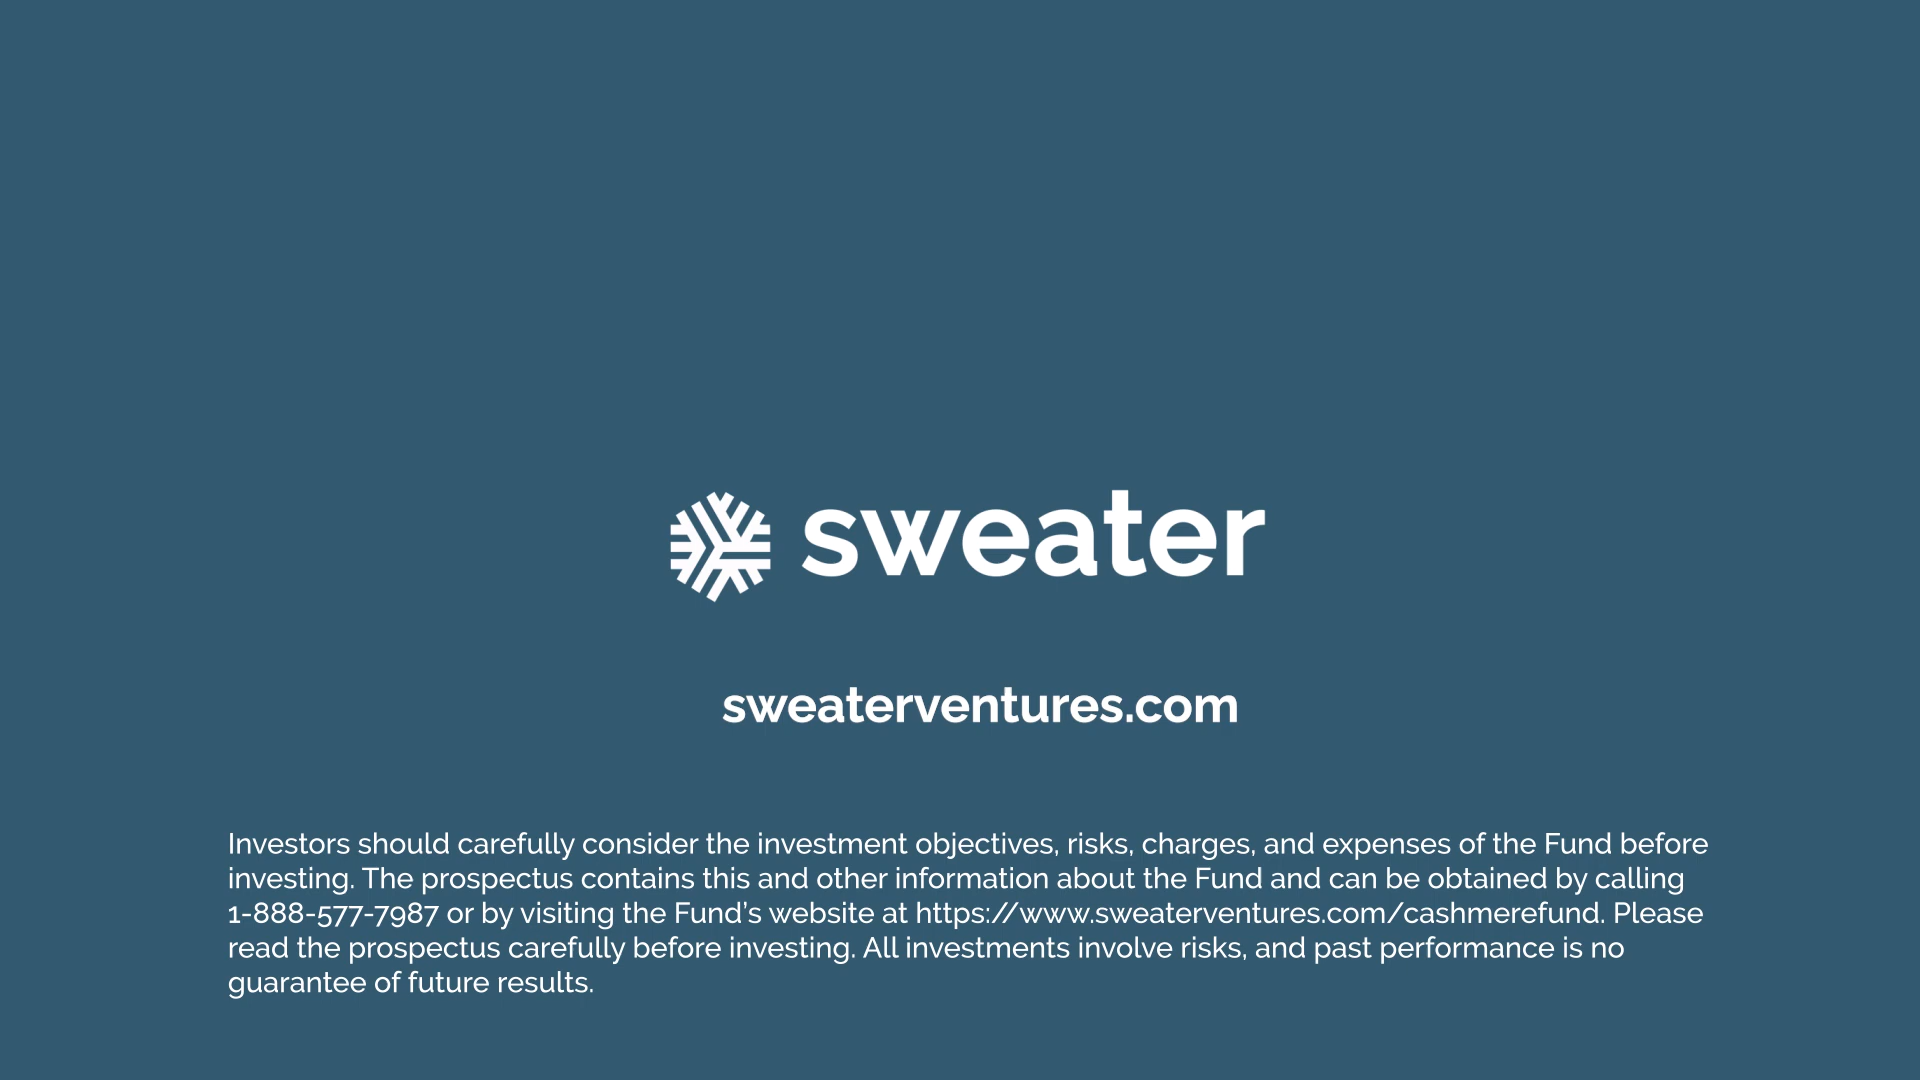 sweater
sweaterventures.com
Investors should carefully consider the investment objectives, risks, charges, and expenses of the Fund before
investing. The prospectus contains this and other information about the Fund and can be obtained by calling
1-888-577-7987 or by visiting the Fund’s website at https://www.sweaterventures.com/cashmerefund. Please
read the prospectus carefully before investing. All investments involve risks, and past performance is no
guarantee of future results.